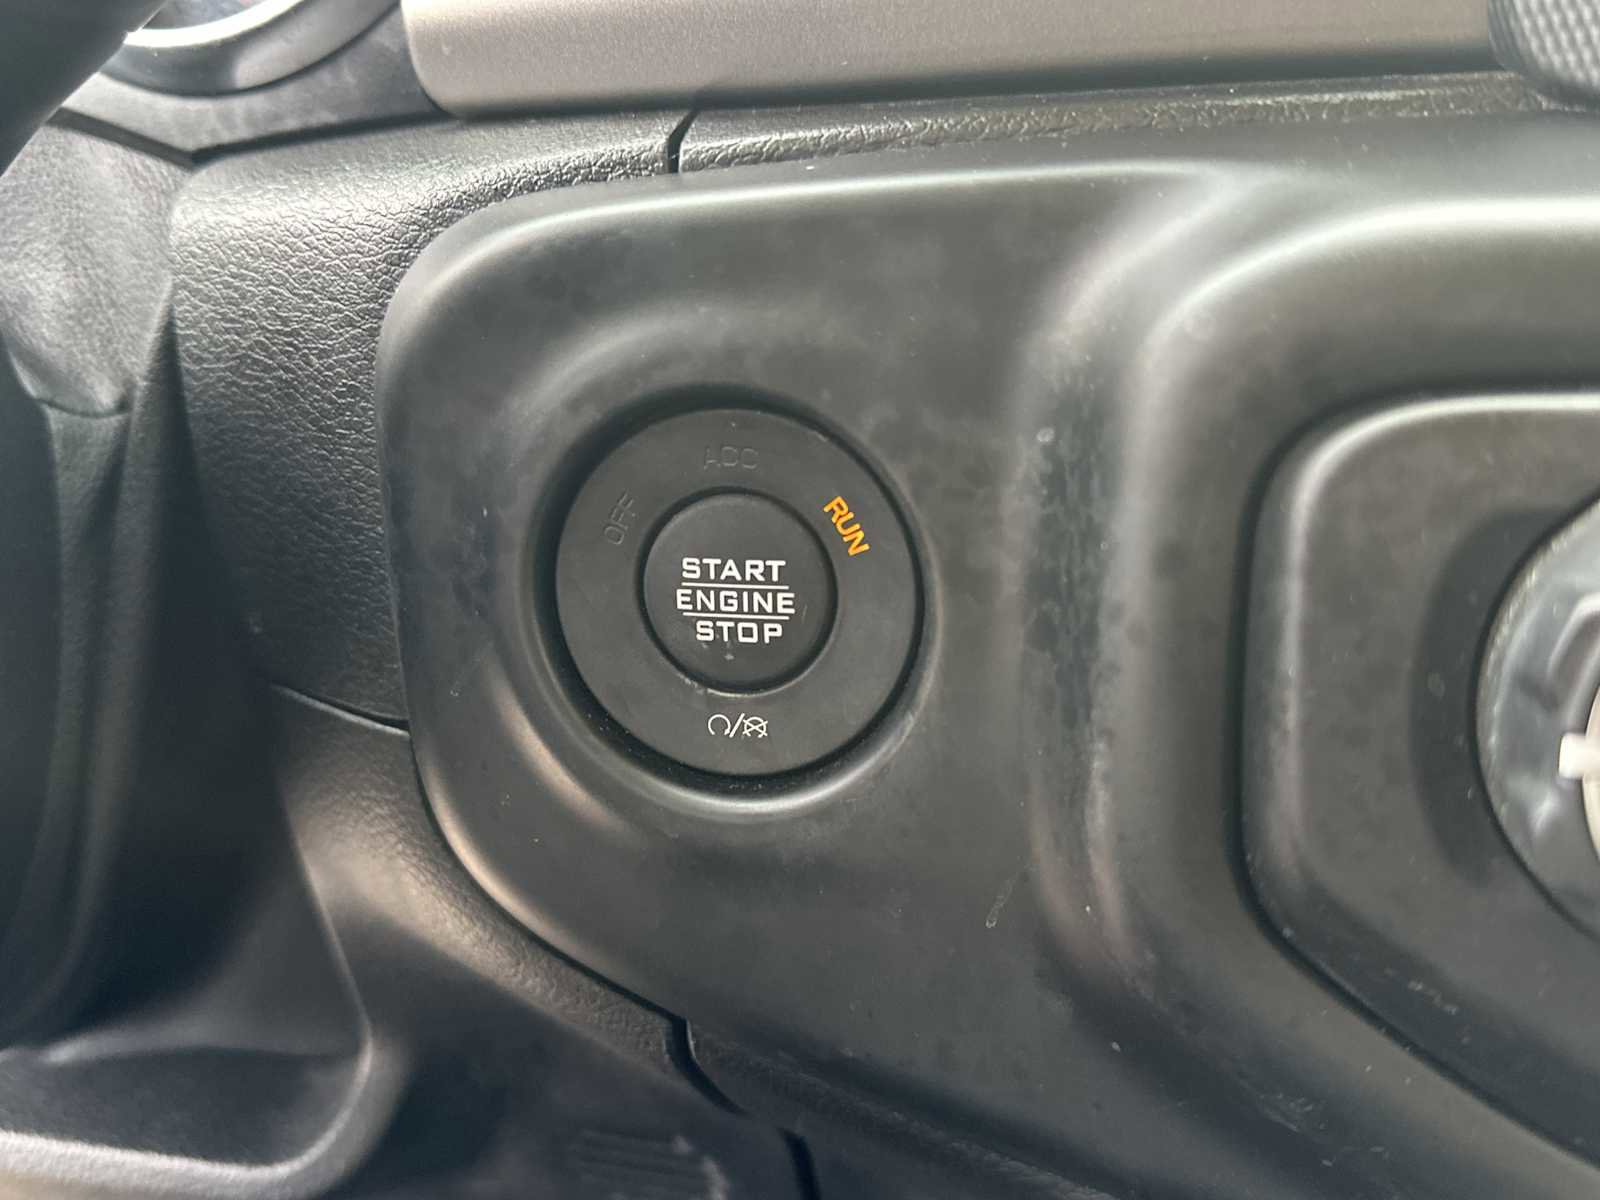 ACC
OFF
RUN
START
ENGINE
STOP